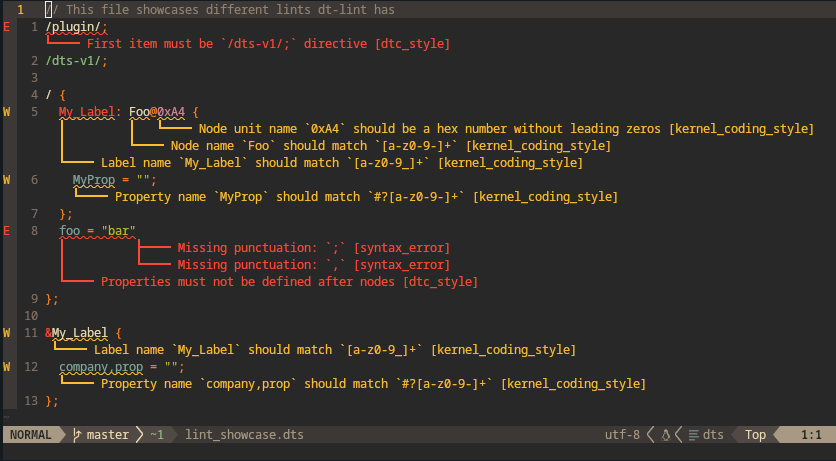 1 // This file showcases different lints dt-lint has
E 1 /plugin/;
First item must be `/dts-v1/;` directive [dtc_style]
2 /dts-v1/;
3
4 / {
W 5 My_Label: Foo@0xA4 {
Node unit name `0xA4` should be a hex number without leading zeros [kernel_coding_style]
Node name `Foo` should match `[a-z0-9-]+` [kernel_coding_style]
Label name `My_Label` should match `[a-z0-9_]+` [kernel_coding_style]
W 6 MyProp = "";
Property name `MyProp` should match `#?[a-z0-9-]+` [kernel_coding_style]
7 };
E 8 foo = "bar"
Missing punctuation: `;` [syntax_error]
Missing punctuation: `,` [syntax_error]
Properties must not be defined after nodes [dtc_style]
9 };
10
W 11 &My_Label {
Label name `My_Label` should match `[a-z0-9_]+` [kernel_coding_style]
W 12 company,prop = "";
Property name `company,prop` should match `#?[a-z0-9-]+` [kernel_coding_style]
13 };
~
NORMAL master ~1 lint_showcase.dts utf-8 dts Top 1:1